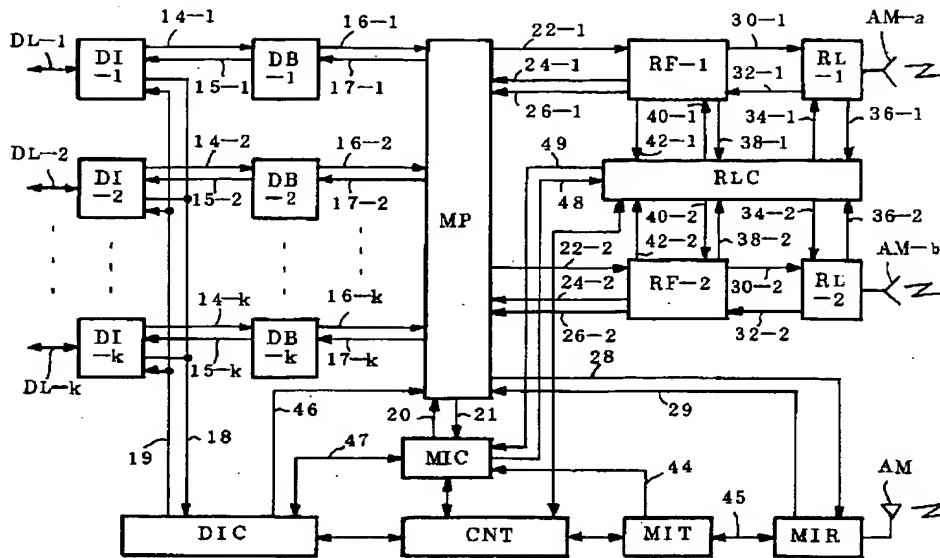 14-1
16-1
22-1
30-1
AM-a
DL-1
DI
-1
DB
-1
RF-1
RL
-1
15-1
17-1
24-1
26-1
32-1
40-1
34-1
36-1
42-1
38-1
DL-2
14-2
16-2
49
48
RLC
DI
-2
DB
-2
15-2
17-2
MP
40-2
34-2
36-2
42-2
38-2
AM-b
22-2
24-2
26-2
RF-2
30-2
32-2
RL
-2
14-k
16-k
DI
-k
DB
-k
DL-k
15-k
17-k
28
29
46
20
21
19
18
47
MIC
44
AM
45
DIC
CNT
MIT
MIR